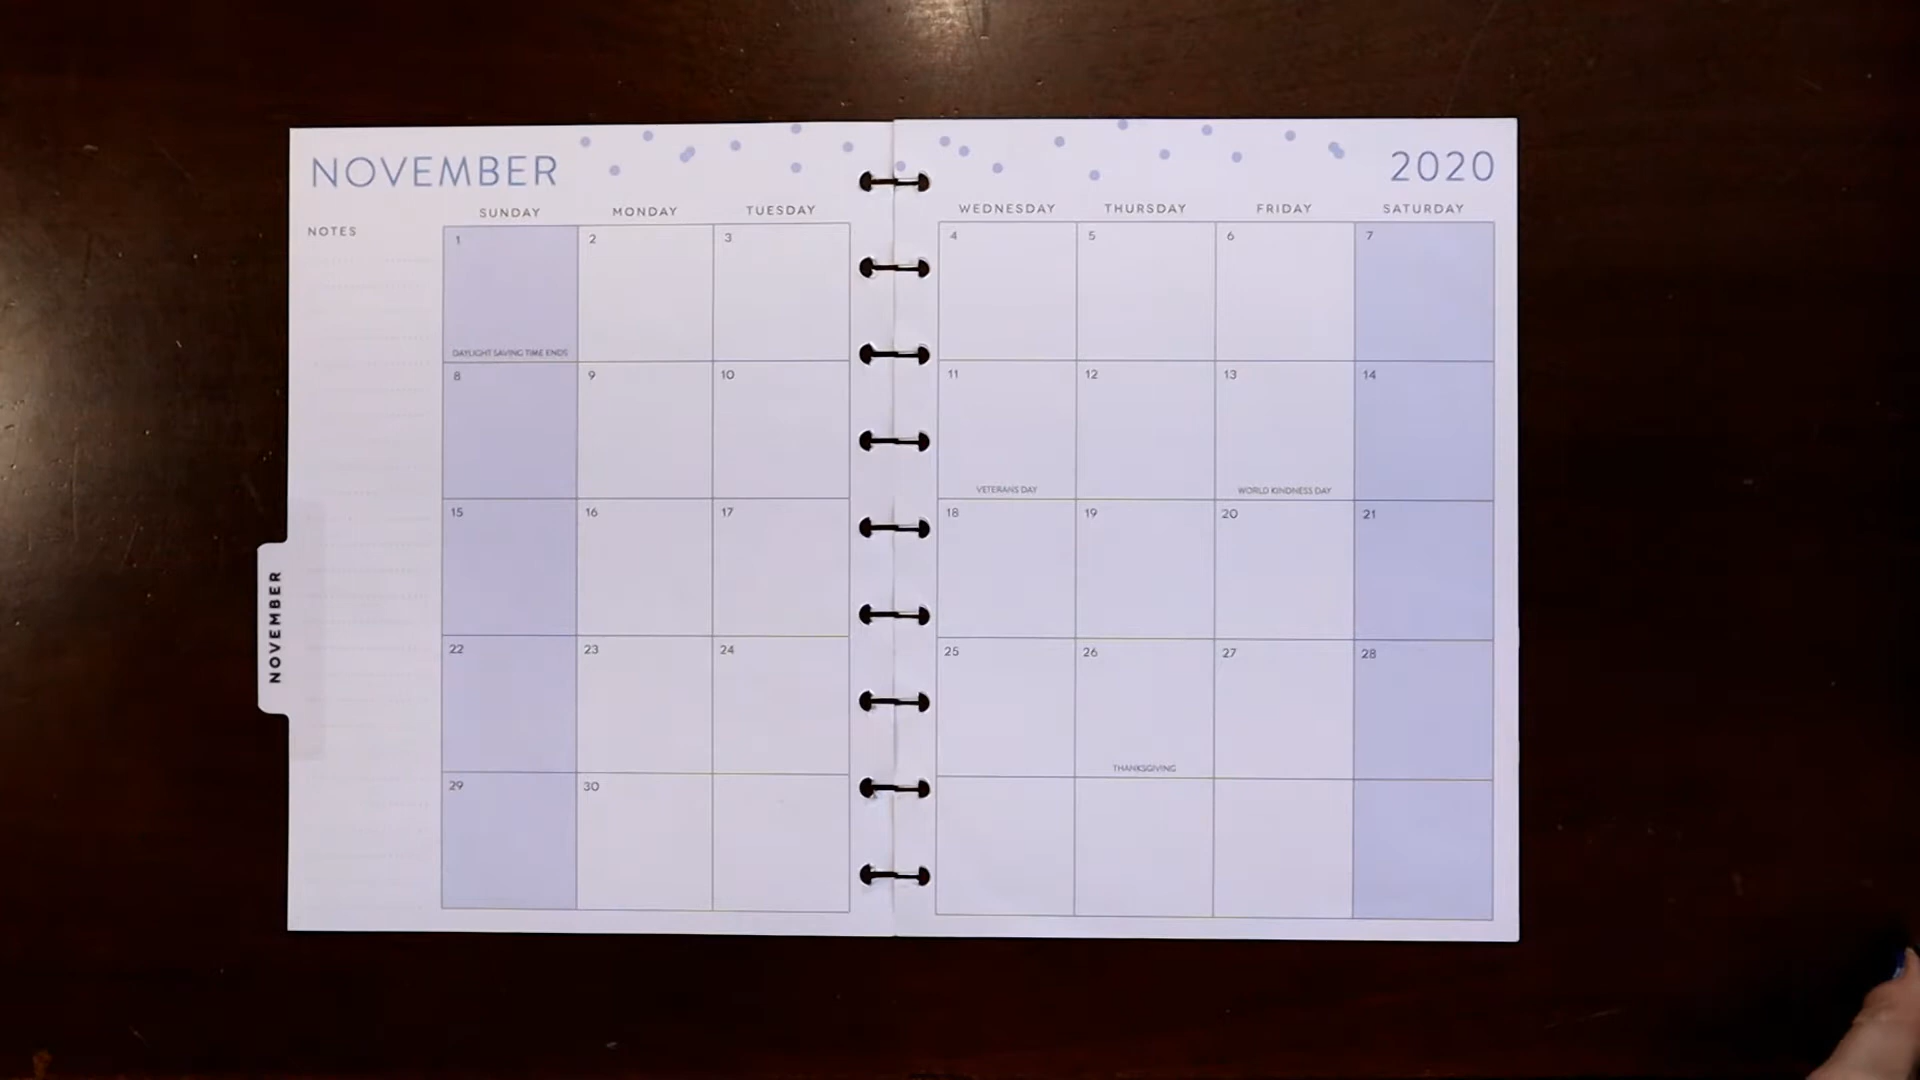 NOVEMBER
2020
NOTES
SUNDAY MONDAY TUESDAY WEDNESDAY THURSDAY FRIDAY SATURDAY
1 2 3 4 5 6 7
DAYLIGHT SAVING TIME ENDS
8 9 10 11 12 13 14
VETERANS DAY WORLD KINDNESS DAY
15 16 17 18 19 20 21
22 23 24 25 26 27 28
THANKSGIVING
29 30
NOVEMBER